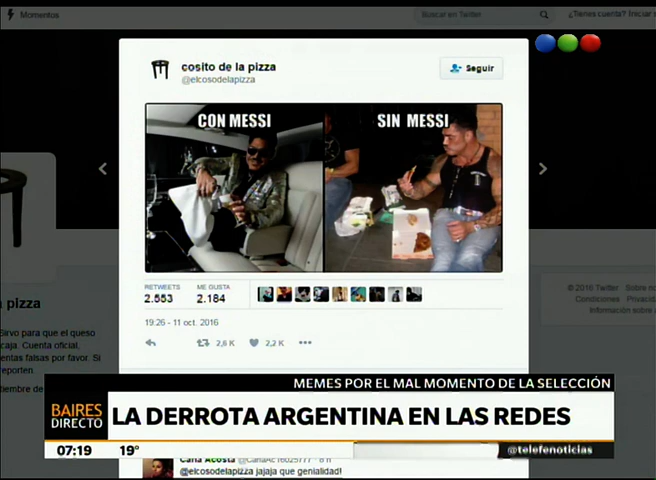 Momentos
Buscar en Twitter
¿Tienes cuenta? Iniciar
cosito de la pizza
@elcosodelapizza
Seguir
CON MESSI
SIN MESSI
RETWEETS
2.553
ME GUSTA
2.184
19:26 - 11 oct. 2016
2,6 K
2,2 K
© 2016 Twitter
Condiciones
pizza
Sirvo para que el queso
caja. Cuenta oficial,
entas falsas por favor. Si
reporten.
MEMES POR EL MAL MOMENTO DE LA SELECCIÓN
BAIRES
DIRECTO
LA DERROTA ARGENTINA EN LAS REDES
07:19
19°
@telefenoticias
@elcosodelapizza jajaja que genialidad!